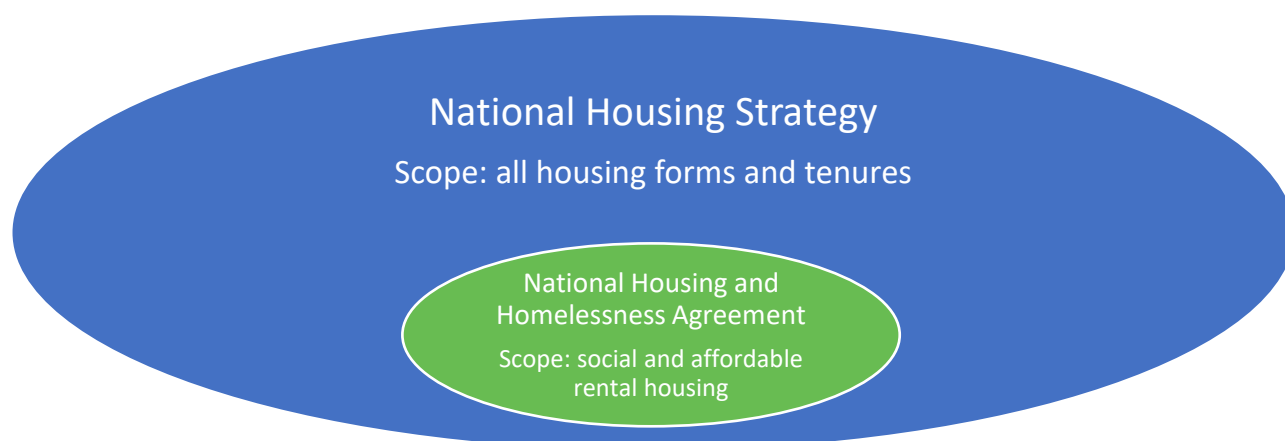 National Housing Strategy
Scope: all housing forms and tenures
National Housing and
Homelessness Agreement
Scope: social and affordable
rental housing